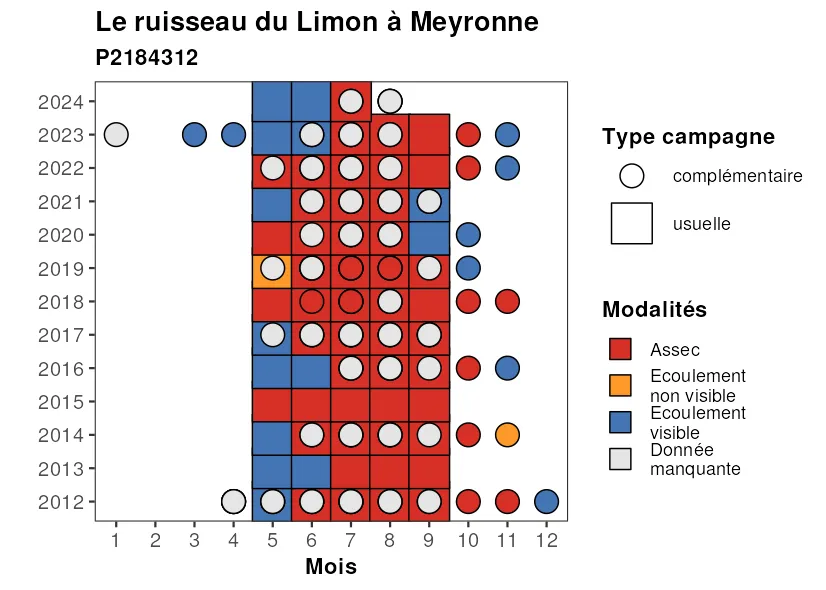 Le ruisseau du Limon à Meyronne
P2184312
2024
2023
2022
2021
2020
2019
2018
2017
2016
2015
2014
2013
2012
1 2 3 4 5 6 7 8 9 10 11 12
Mois
Type campagne
complémentaire
usuelle
Modalités
Assec
Ecoulement
non visible
Ecoulement
visible
Donnée
manquante